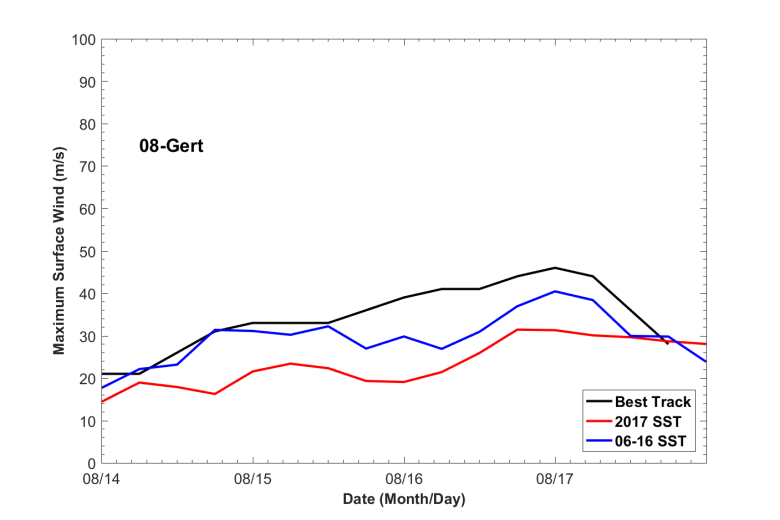 100
90
80
70
60
50
40
30
20
10
0
Maximum Surface Wind (m/s)
08-Gert
Best Track
2017 SST
06-16 SST
08/14 08/15 08/16 08/17
Date (Month/Day)